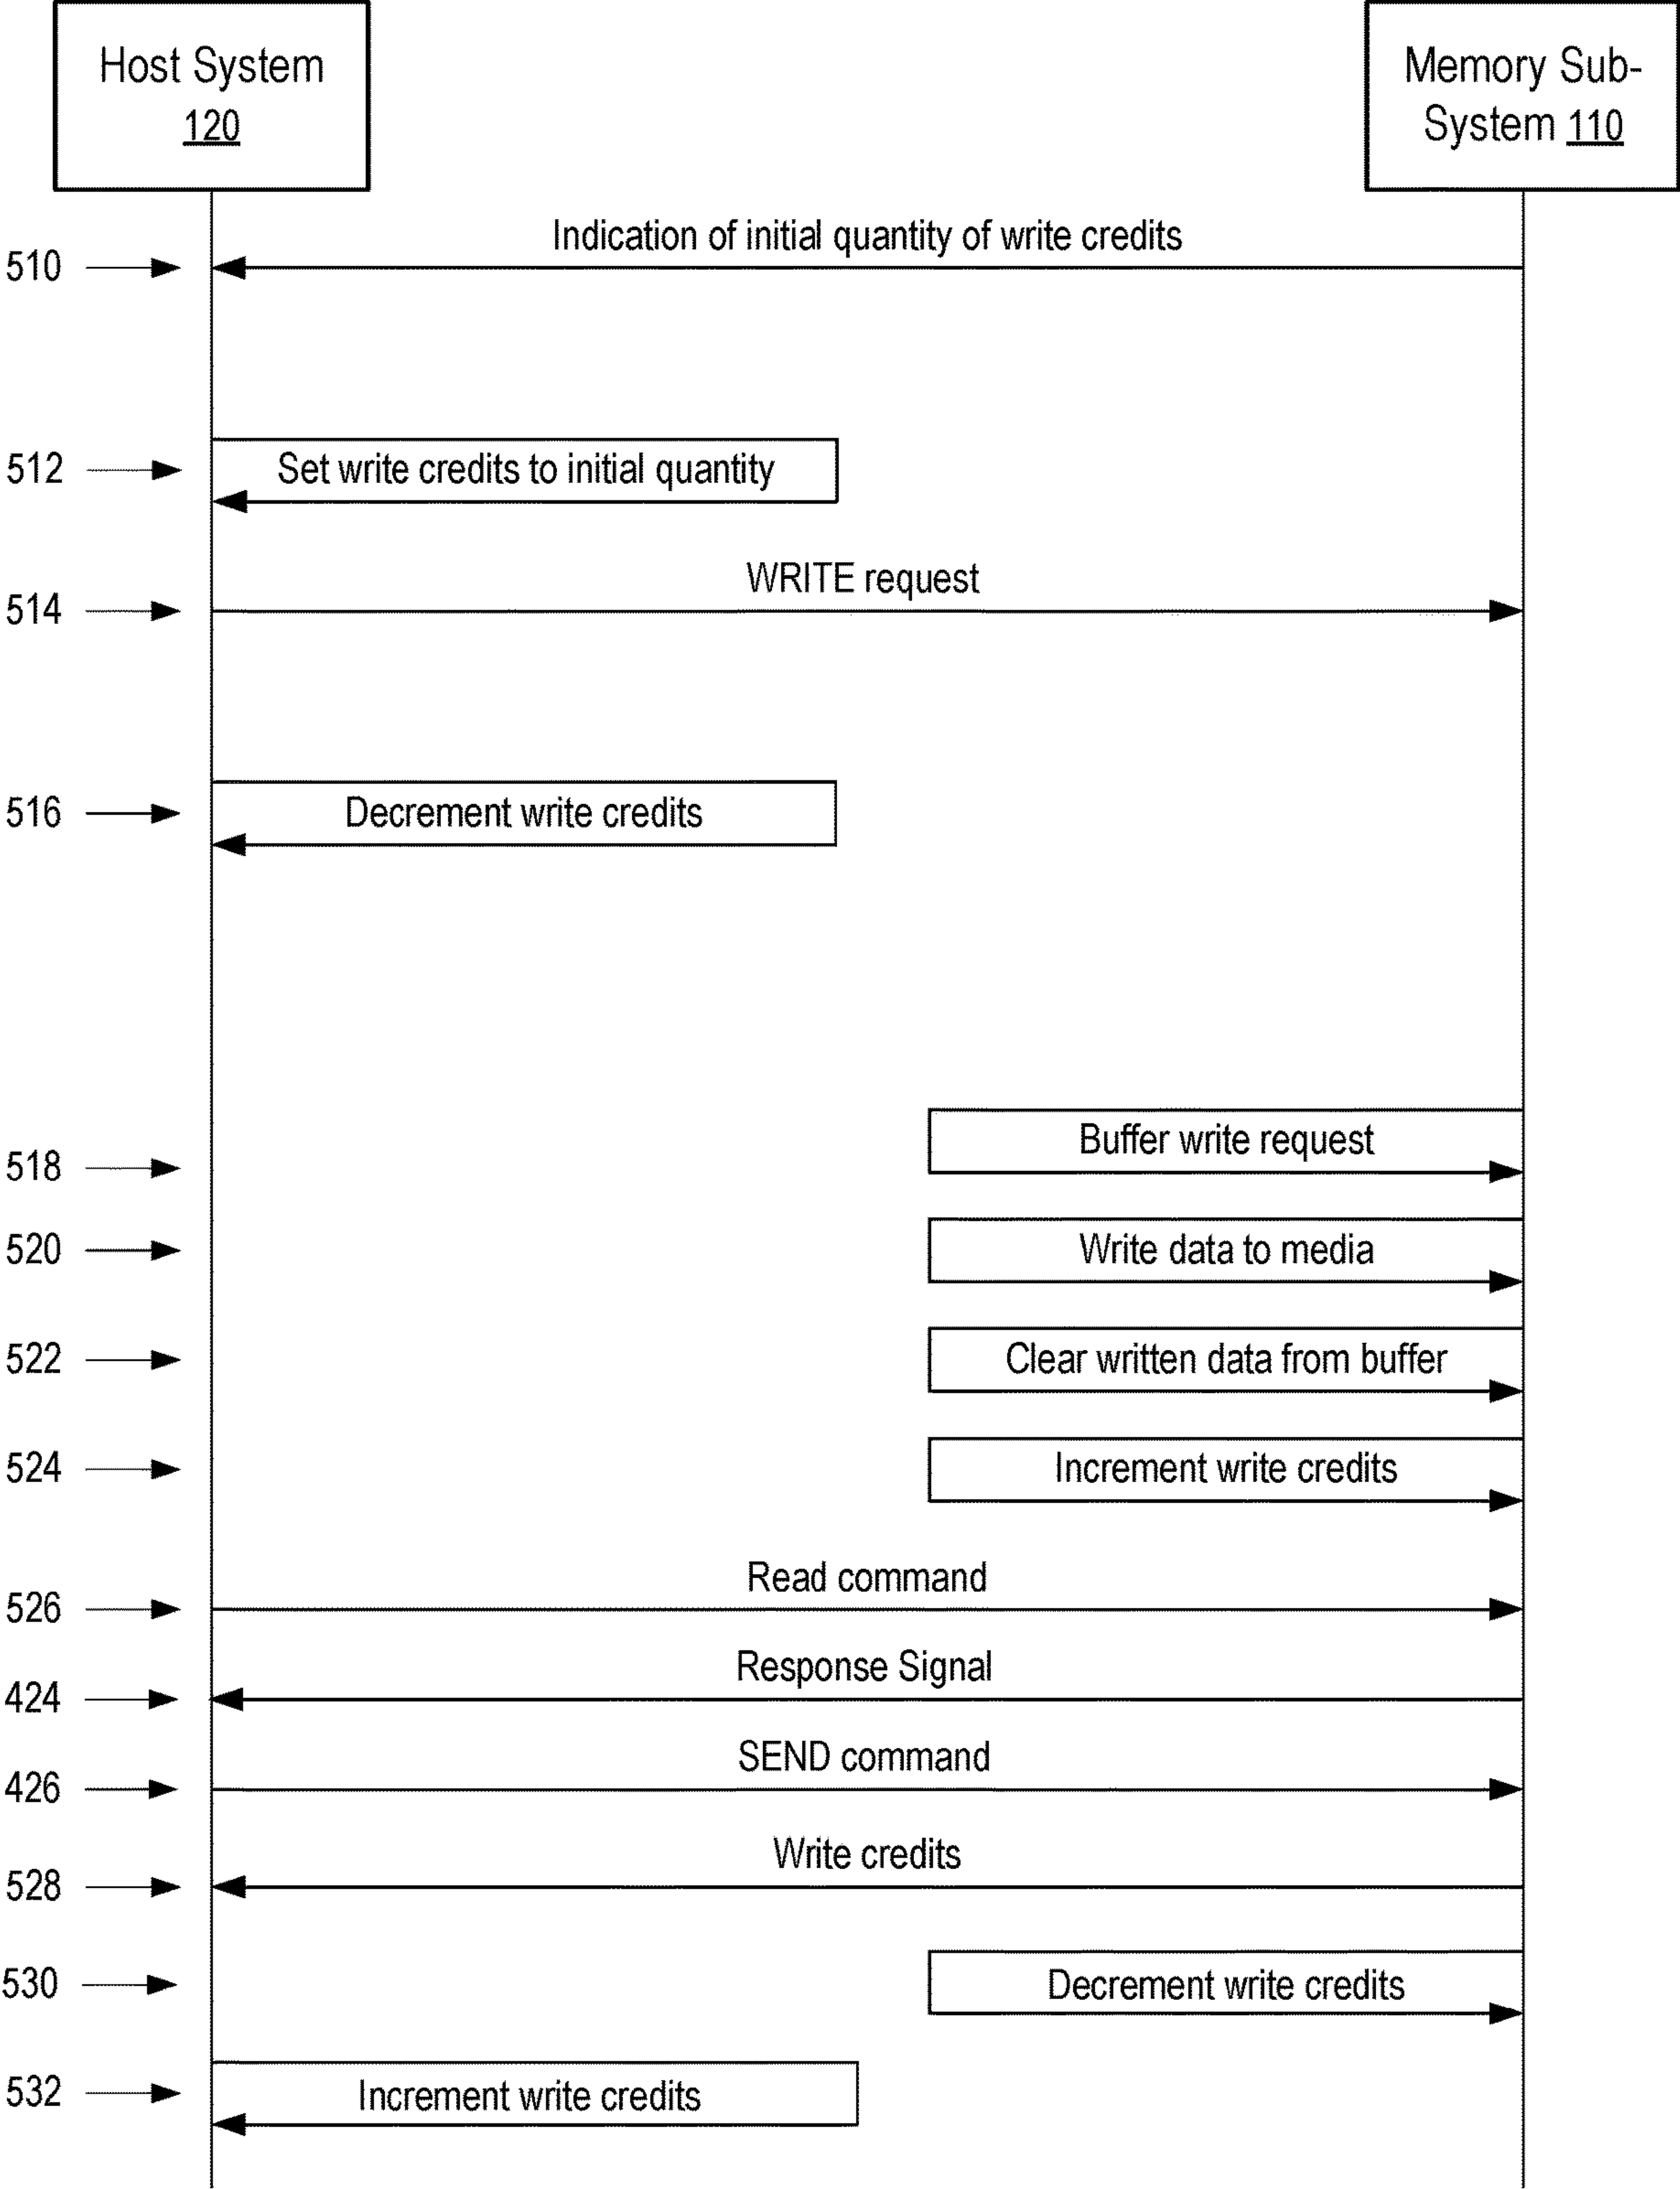 Host System
120
Memory Sub-
System 110
Indication of initial quantity of write credits
510
512
Set write credits to initial quantity
WRITE request
514
516
Decrement write credits
Buffer write request
518
520
Write data to media
522
Clear written data from buffer
524
Increment write credits
Read command
526
Response Signal
424
SEND command
426
Write credits
528
530
Decrement write credits
532
Increment write credits